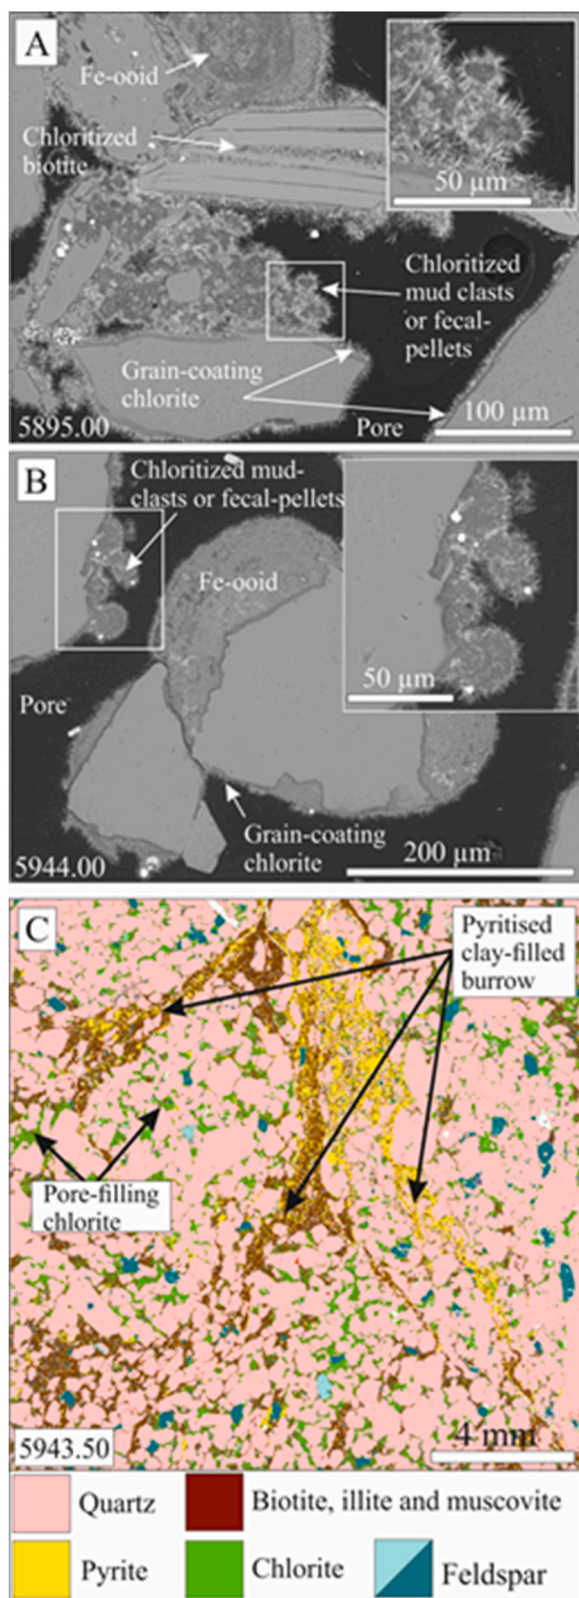 A
Fe-ooid
Chloritized
biotite
50 µm
Chloritized
mud clasts
or fecal-
pellets
Grain-coating
chlorite
5895.00
Pore
100 µm
B
Chloritized mud-
clasts or fecal-pellets
Fe-ooid
50 µm
Pore
Grain-coating
chlorite
5944.00
200 µm
C
Pyritised
clay-filled
burrow
Pore-filling
chlorite
5943.50
4 mm
Quartz
Biotite, illite and muscovite
Pyrite
Chlorite
Feldspar